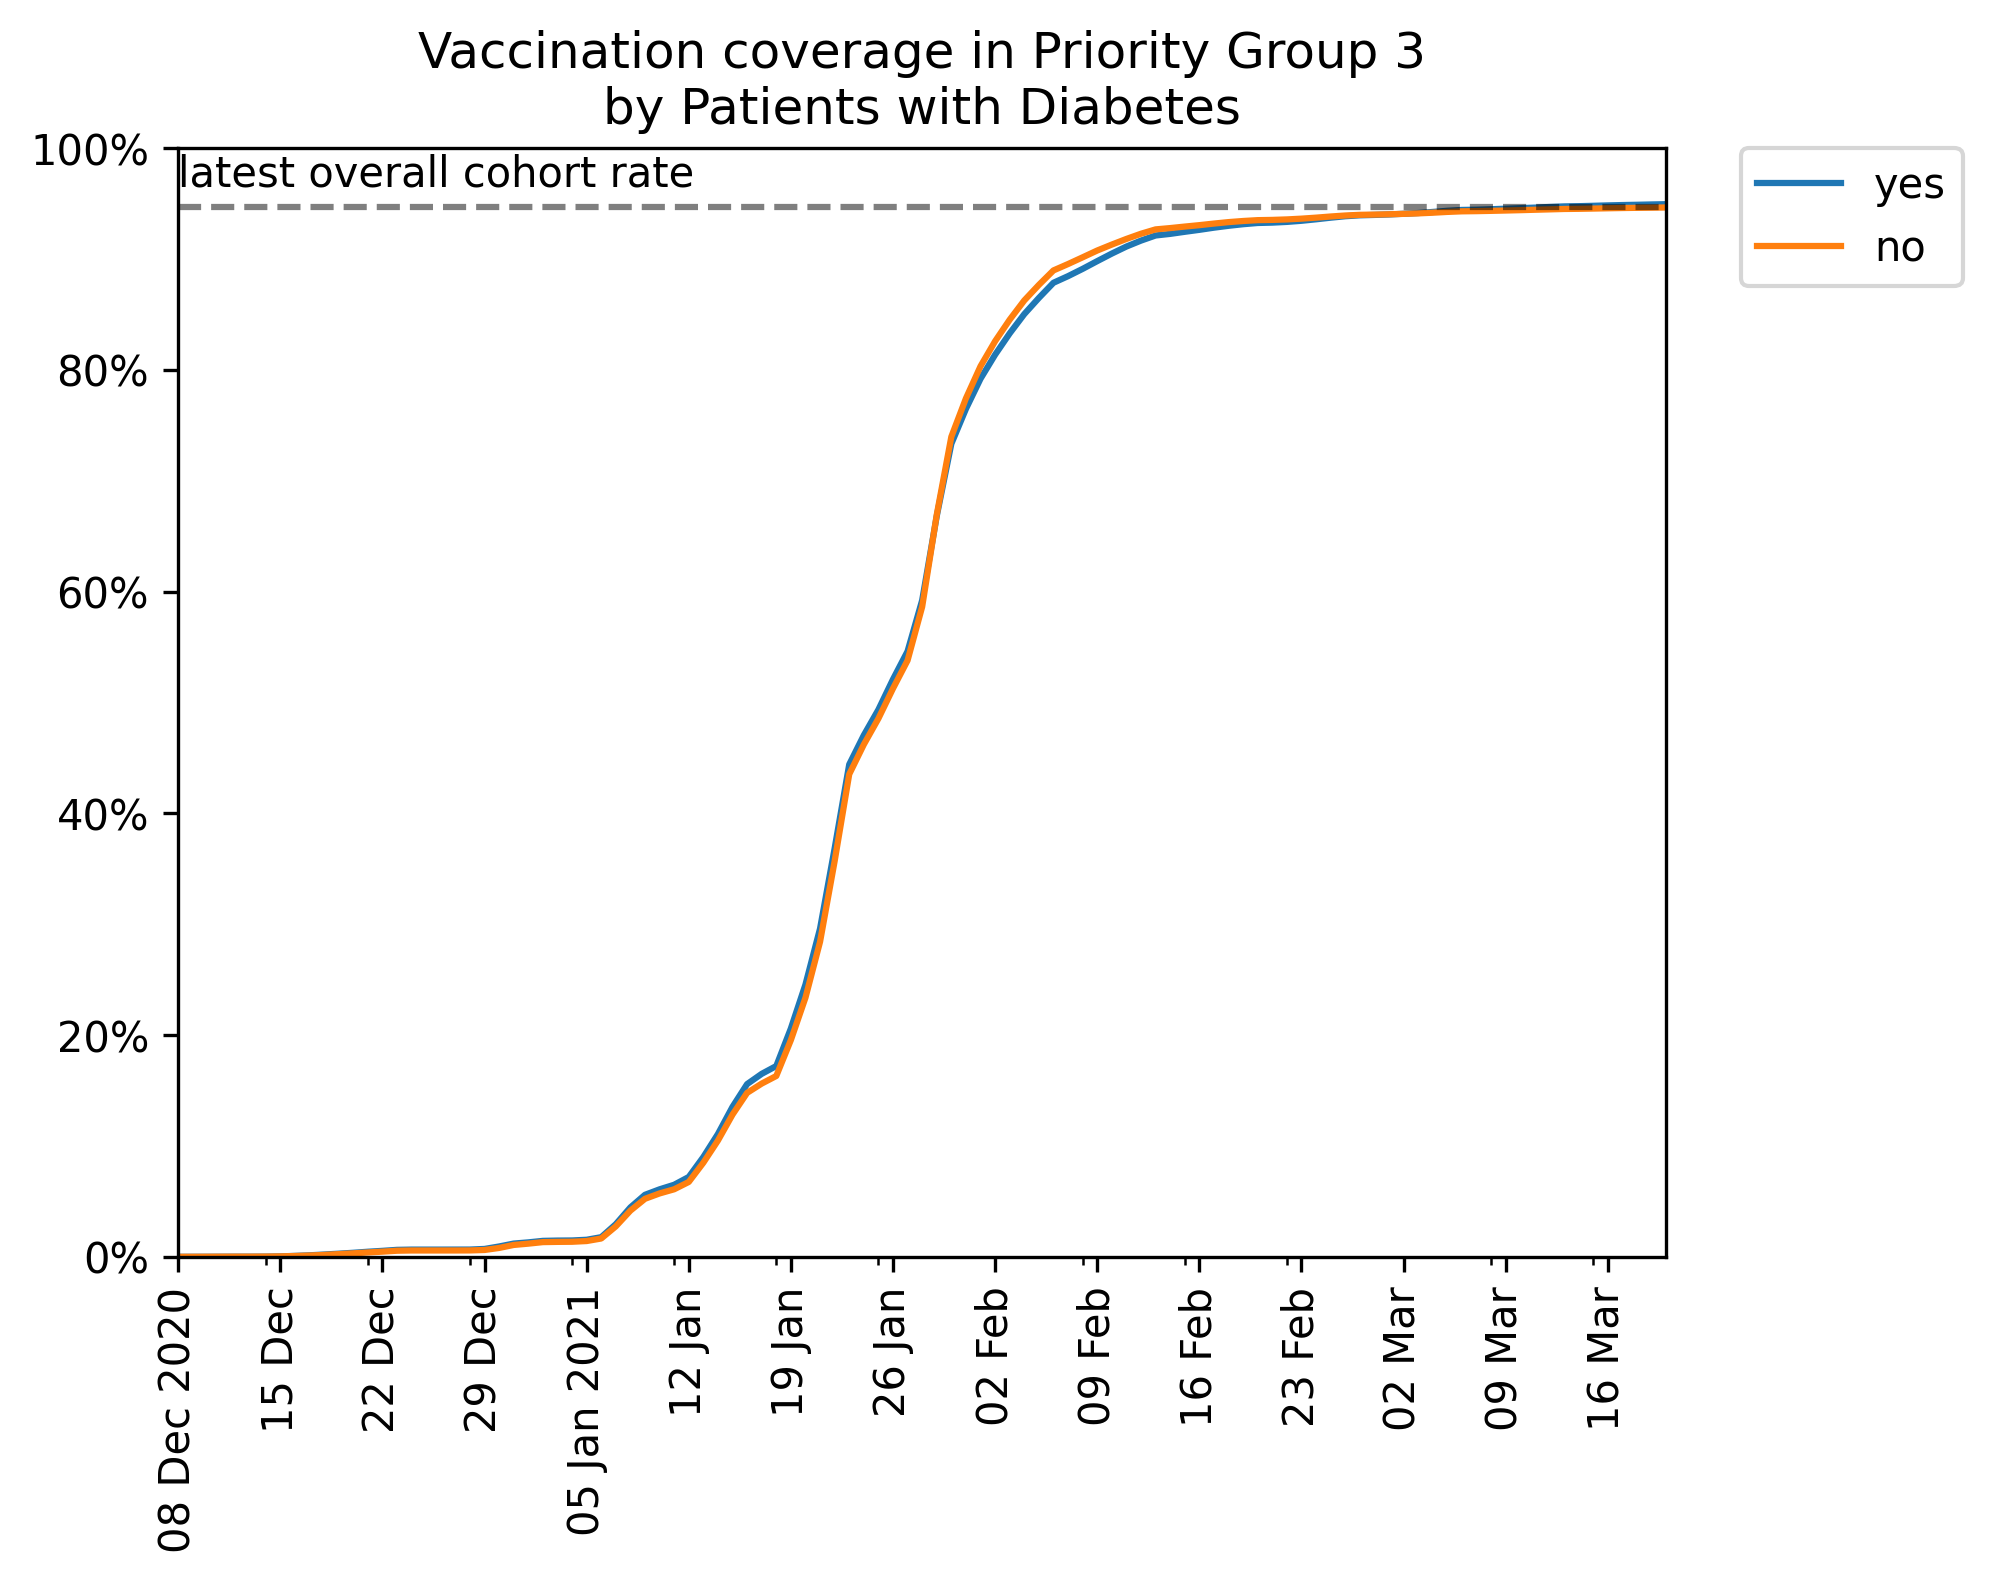 Vaccination coverage in Priority Group 3
by Patients with Diabetes
100%
latest overall cohort rate
yes
no
80%
60%
40%
20%
0%
08 Dec 2020
15 Dec
22 Dec
29 Dec
05 Jan 2021
12 Jan
19 Jan
26 Jan
02 Feb
09 Feb
16 Feb
23 Feb
02 Mar
09 Mar
16 Mar